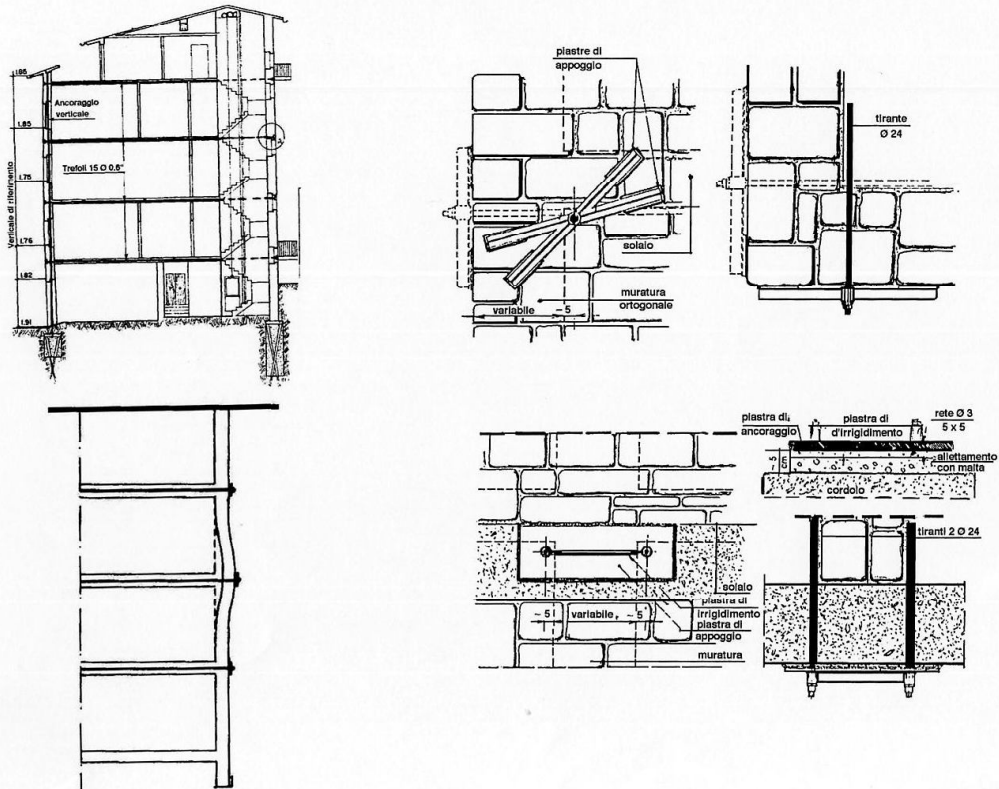 1.85
Ancoraggio
verticale
1.85
Trefoli 15 Ø 0.6"
1.75
Verticale di riferimento
1.76
1.82
1.91
piastre di
appoggio
solaio
muratura
ortogonale
variabile
~ 5
tirante
Ø 24
solaio
piastra di
irrigidimento
piastra di
appoggio
muratura
~ 5
variabile
~ 5
piastra di
ancoraggio
piastra di
d'irrigidimento
rete Ø 3
5 x 5
~ 5
cm
allettamento
con malta
cordolo
tiranti 2 Ø 24